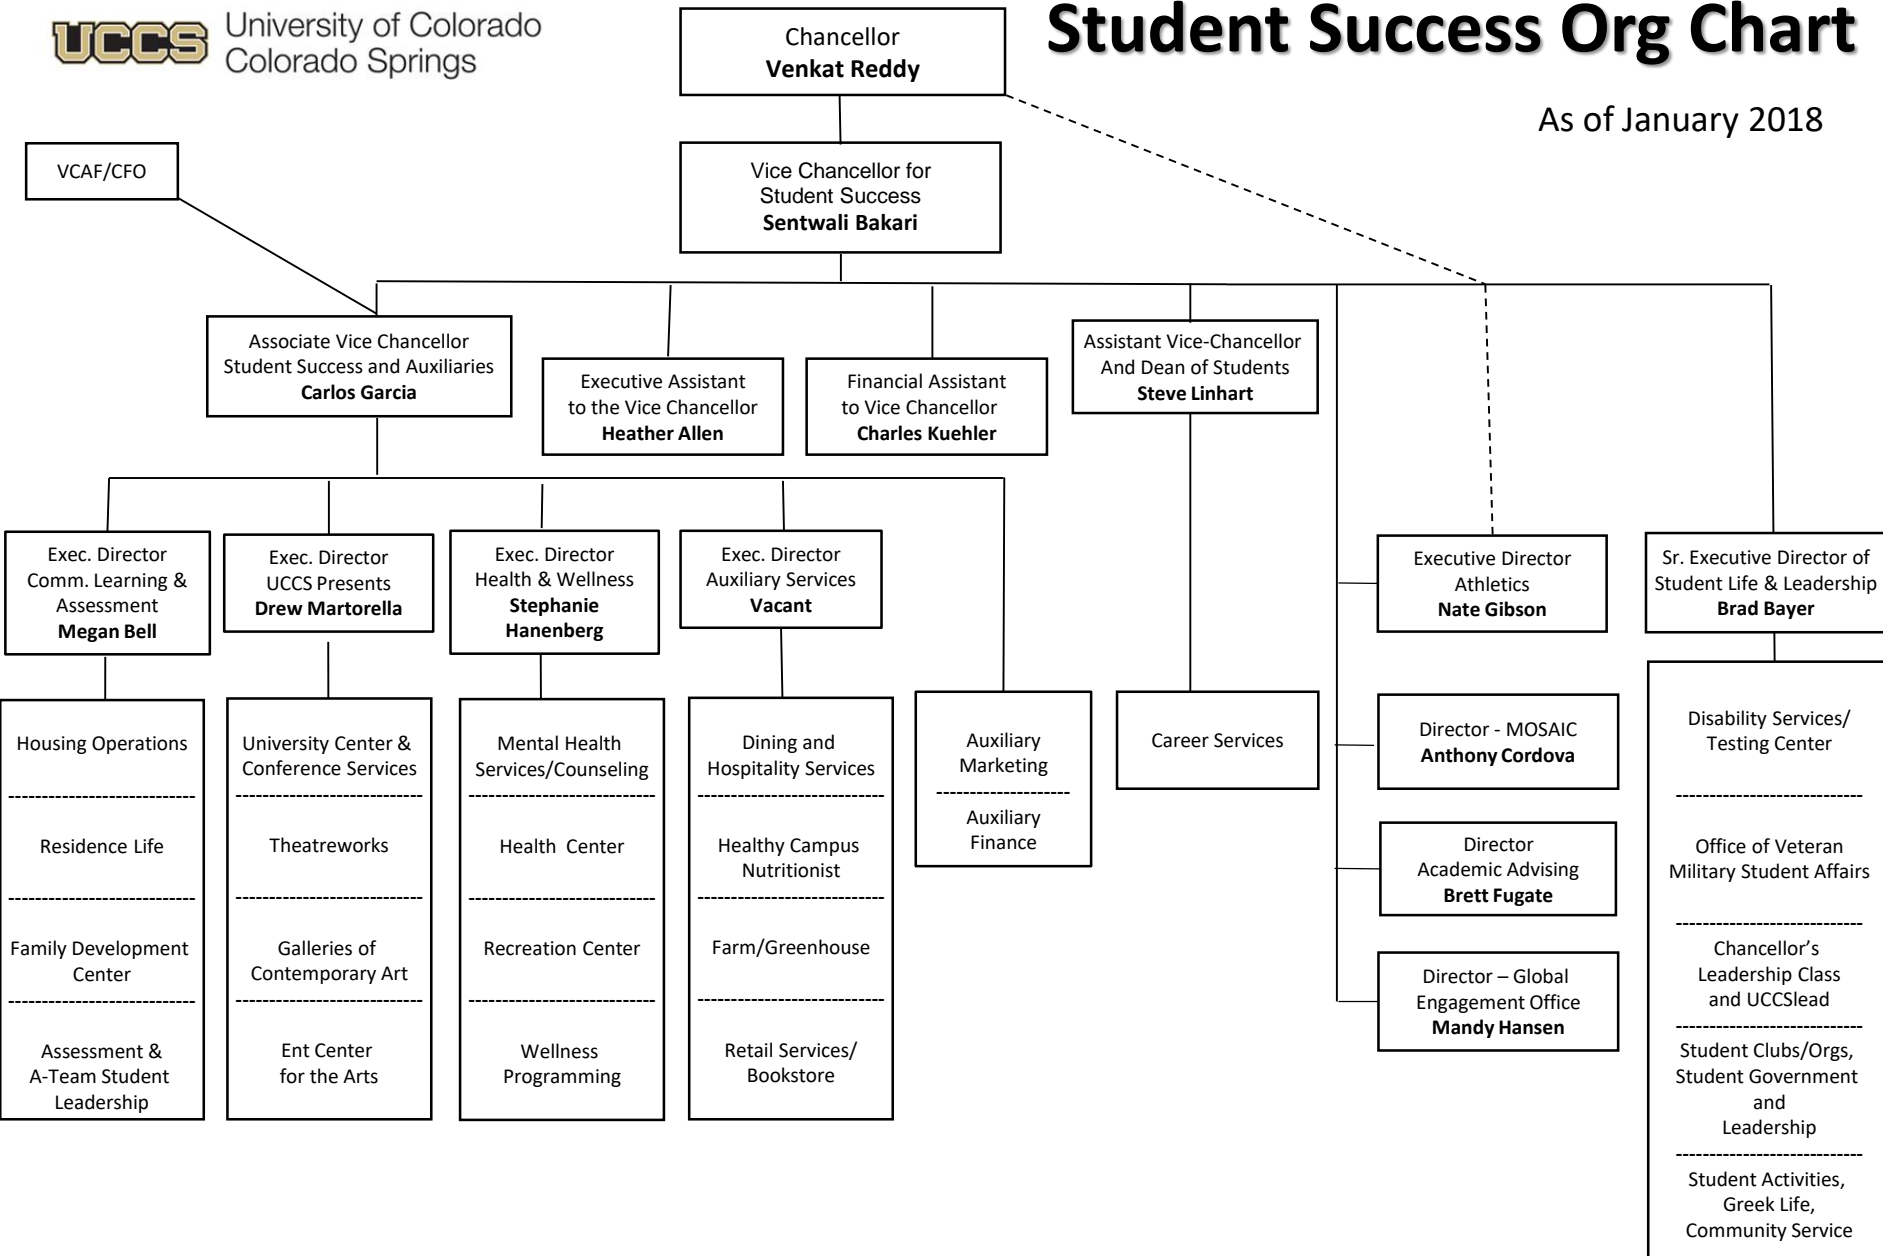 UCCS
University of Colorado
Colorado Springs
Student Success Org Chart
As of January 2018
Chancellor
Venkat Reddy
VCAF/CFO
Vice Chancellor for
Student Success
Sentwali Bakari
Associate Vice Chancellor
Student Success and Auxiliaries
Carlos Garcia
Executive Assistant
to the Vice Chancellor
Heather Allen
Financial Assistant
to Vice Chancellor
Charles Kuehler
Assistant Vice-Chancellor
And Dean of Students
Steve Linhart
Exec. Director
Comm. Learning &
Assessment
Megan Bell
Exec. Director
UCCS Presents
Drew Martorella
Exec. Director
Health & Wellness
Stephanie
Hanenberg
Exec. Director
Auxiliary Services
Vacant
Executive Director
Athletics
Nate Gibson
Sr. Executive Director of
Student Life & Leadership
Brad Bayer
Housing Operations
----------------------------
Residence Life
----------------------------
Family Development
Center
----------------------------
Assessment &
A-Team Student
Leadership
University Center &
Conference Services
----------------------------
Theatreworks
----------------------------
Galleries of
Contemporary Art
----------------------------
Ent Center
for the Arts
Mental Health
Services/Counseling
----------------------------
Health Center
----------------------------
Recreation Center
----------------------------
Wellness
Programming
Dining and
Hospitality Services
----------------------------
Healthy Campus
Nutritionist
----------------------------
Farm/Greenhouse
----------------------------
Retail Services/
Bookstore
Auxiliary
Marketing
--------------------
Auxiliary
Finance
Career Services
Director - MOSAIC
Anthony Cordova
Director
Academic Advising
Brett Fugate
Director – Global
Engagement Office
Mandy Hansen
Disability Services/
Testing Center
----------------------------
Office of Veteran
Military Student Affairs
----------------------------
Chancellor’s
Leadership Class
and UCCSlead
----------------------------
Student Clubs/Orgs,
Student Government
and
Leadership
----------------------------
Student Activities,
Greek Life,
Community Service